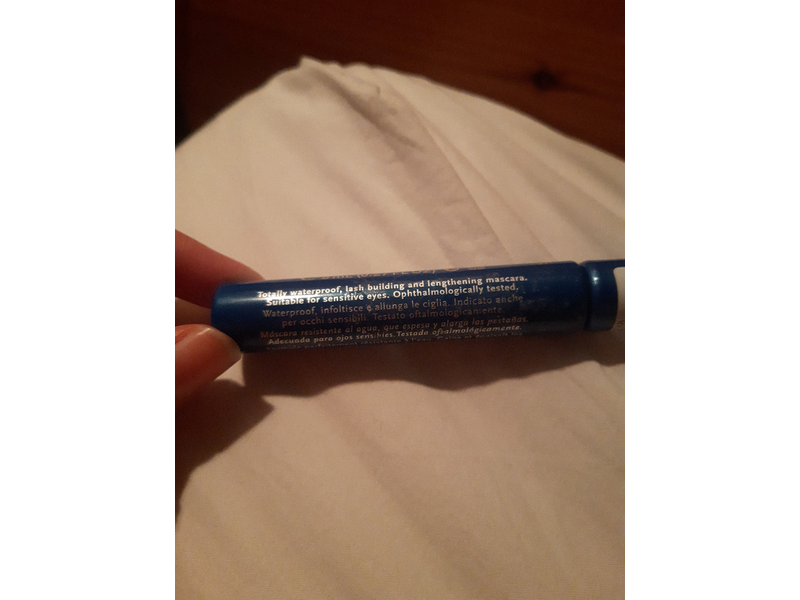 Totally waterproof, lash building and lengthening mascara.
Suitable for sensitive eyes. Ophthalmologically tested.
Waterproof, infoltisce e allunga le ciglia. Indicato anche
per occhi sensibili. Testato oftalmologicamente.
Máscara resistente al agua, que espesa y alarga las pestañas.
Adecuado para ojos sensibles. Testado oftalmológicamente.